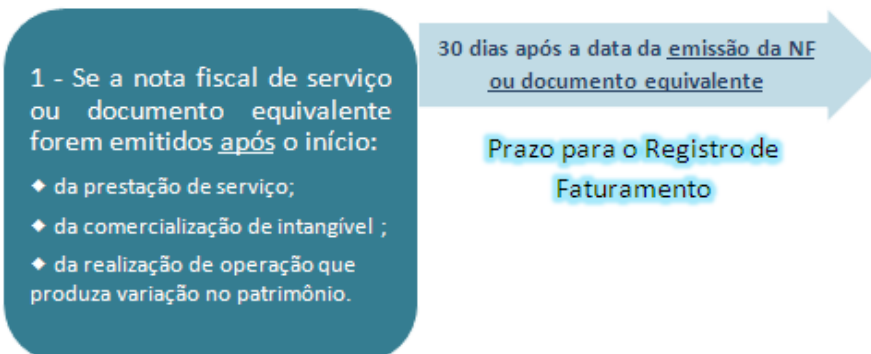 1 - Se a nota fiscal de serviço
ou documento equivalente
forem emitidos após o início:
◆ da prestação de serviço;
◆ da comercialização de intangível ;
◆ da realização de operação que
produza variação no patrimônio.
30 dias após a data da emissão da NF
ou documento equivalente
Prazo para o Registro de
Faturamento